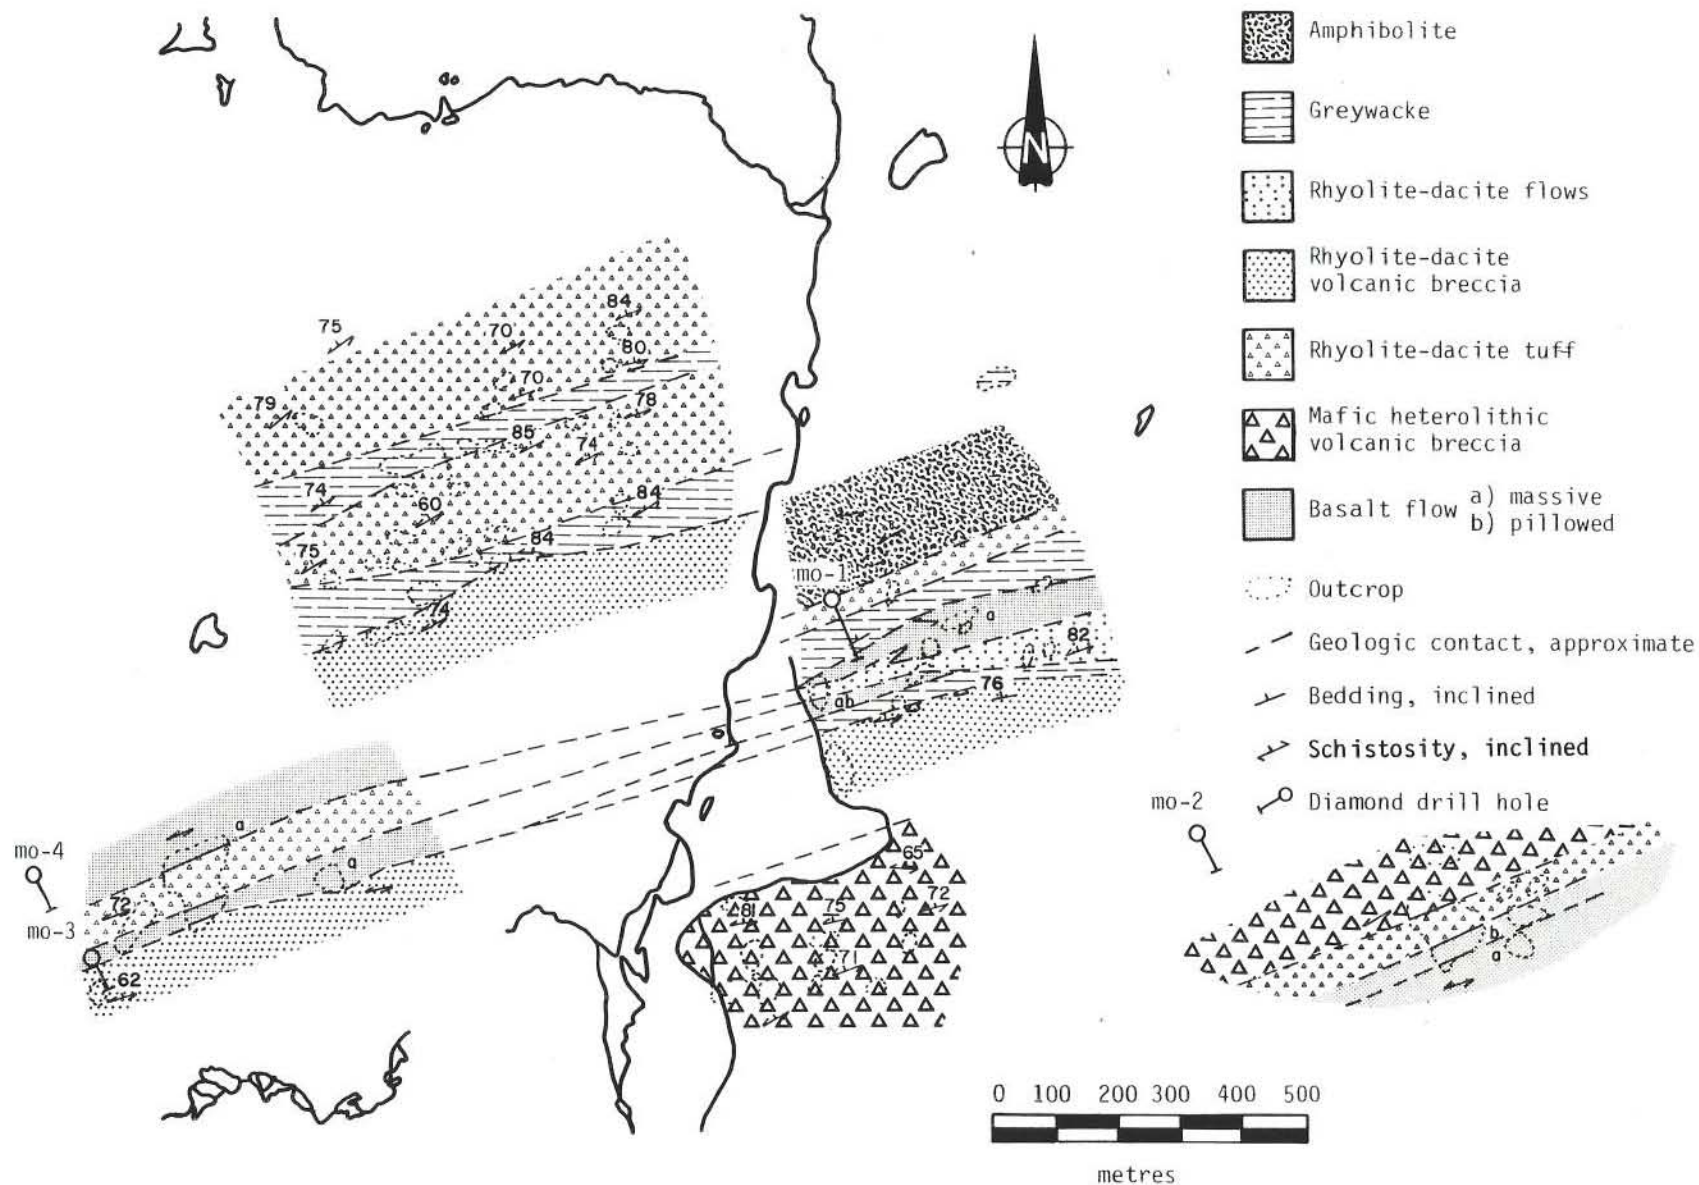 Amphibolite
Greywacke
Rhyolite-dacite flows
Rhyolite-dacite
volcanic breccia
Rhyolite-dacite tuff
Mafic heterolithic
volcanic breccia
Basalt flow a) massive
b) pillowed
Outcrop
Geologic contact, approximate
Bedding, inclined
Schistosity, inclined
Diamond drill hole
N
84
75
70
80
70
79
78
85
74
74
84
60
84
75
74
mo-1
a
82
76
ab
mo-2
a
mo-4
a
65
72
mo-3
81
75
72
71
b
a
62
0 100 200 300 400 500
metres